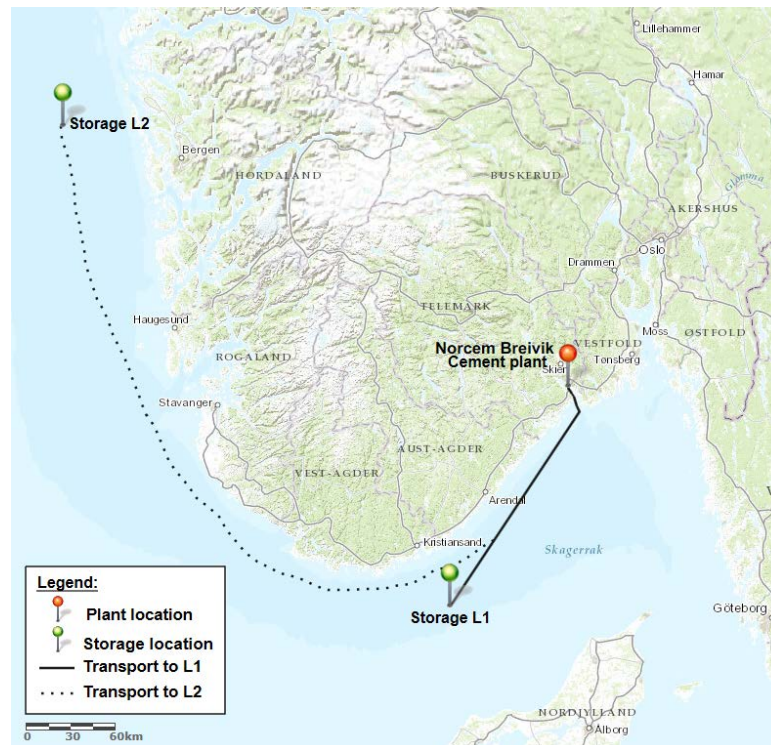 Lillehammer
Hamar
Storage L2
Bergen
HORDALAND
BUSKERUD
Glomma
AKERSHUS
Oslo
Drammen
TELEMARK
Haugesund
Moss
ØSTFOLD
Norcem Breivik
Cement plant
VESTFOLD
Tønsberg
Skien
ROGALAND
Stavanger
AUST-AGDER
VEST-AGDER
Arendal
Kristiansand
Skagerrak
Storage L1
Göteborg
Legend:
Plant location
Storage location
Transport to L1
Transport to L2
NORDJYLLAND
Ålborg
0 30 60km